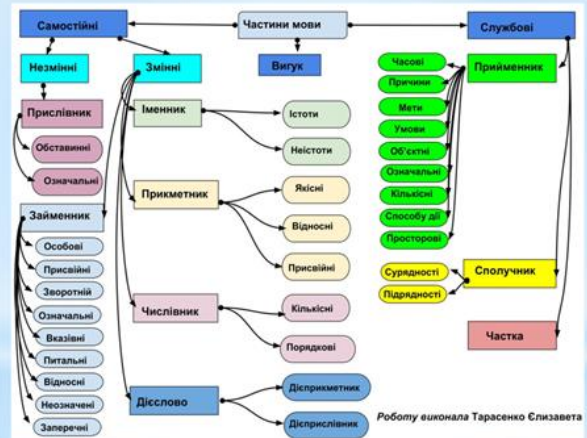 Частини мови
Самостійні
Службові
Вигук
Незмінні
Змінні
Прислівник
Обставинні
Означальні
Займенник
Особові
Присвійні
Зворотній
Означальні
Вказівні
Питальні
Відносні
Неозначені
Заперечні
Іменник
Істоти
Неістоти
Прикметник
Якісні
Відносні
Присвійні
Числівник
Кількісні
Порядкові
Дієслово
Дієприкметник
Дієприслівник
Прийменник
Часові
Причини
Мети
Умови
Об'єктні
Означальні
Кількісні
Способу дії
Просторові
Сполучник
Сурядності
Підрядності
Частка
Роботу виконала Тарасенко Єлизавета